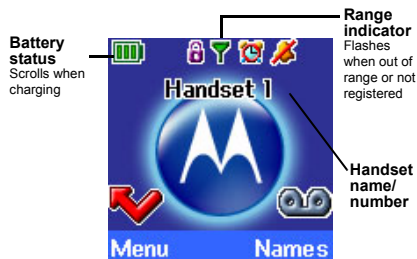 Battery
status
Scrolls when
charging
Range
indicator
Flashes
when out of
range or not
registered
Handset 1
Handset
name/
number
Menu Names